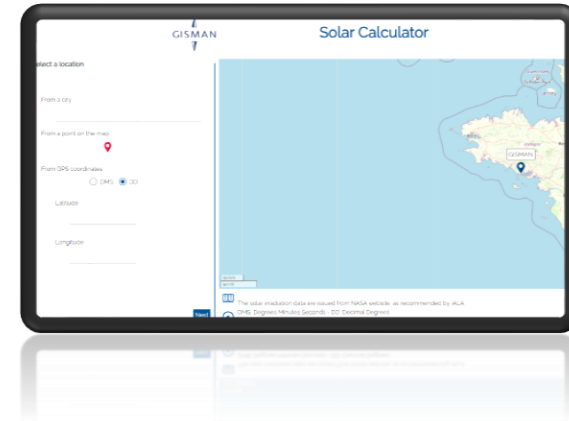 GISMAN
Solar Calculator
elect a location
From a city
From a point on the map
From GPS coordinates
DMS DD
Latitude
Longitude
Next
GISMAN
The solar irradiation data are issued from NASA website, as recommended by IALA
DMS: Degrees Minutes Seconds - DD: Decimal Degrees